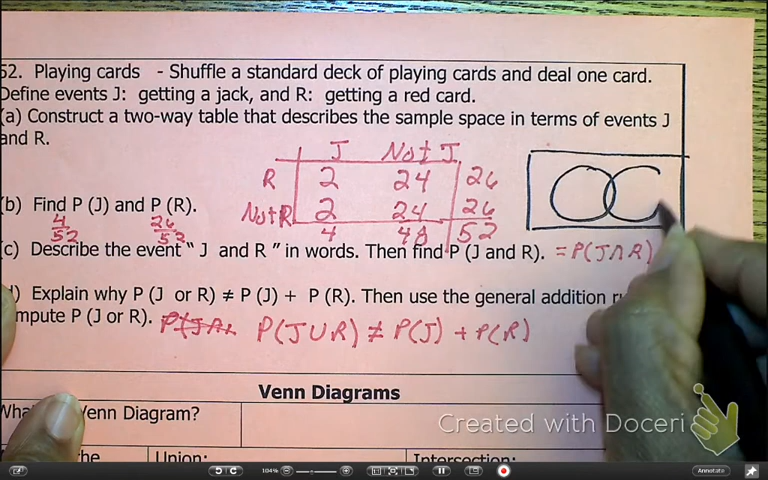 52. Playing cards - Shuffle a standard deck of playing cards and deal one card.
Define events J: getting a jack, and R: getting a red card.
(a) Construct a two-way table that describes the sample space in terms of events J
and R.
J Not J
R 2 24 26
(b) Find P (J) and P (R).
Not R 2 24 26
4/52 26/52
4 48 52
(c) Describe the event " J and R " in words. Then find P (J and R). = P(J∩R)
) Explain why P (J or R) ≠ P (J) + P (R). Then use the general addition
mpute P (J or R). P(J∪R) ≠ P(J) + P(R)
Venn Diagrams
What Venn Diagram?
Created with Doceri
the Union: Intersection:
104%
Annotate